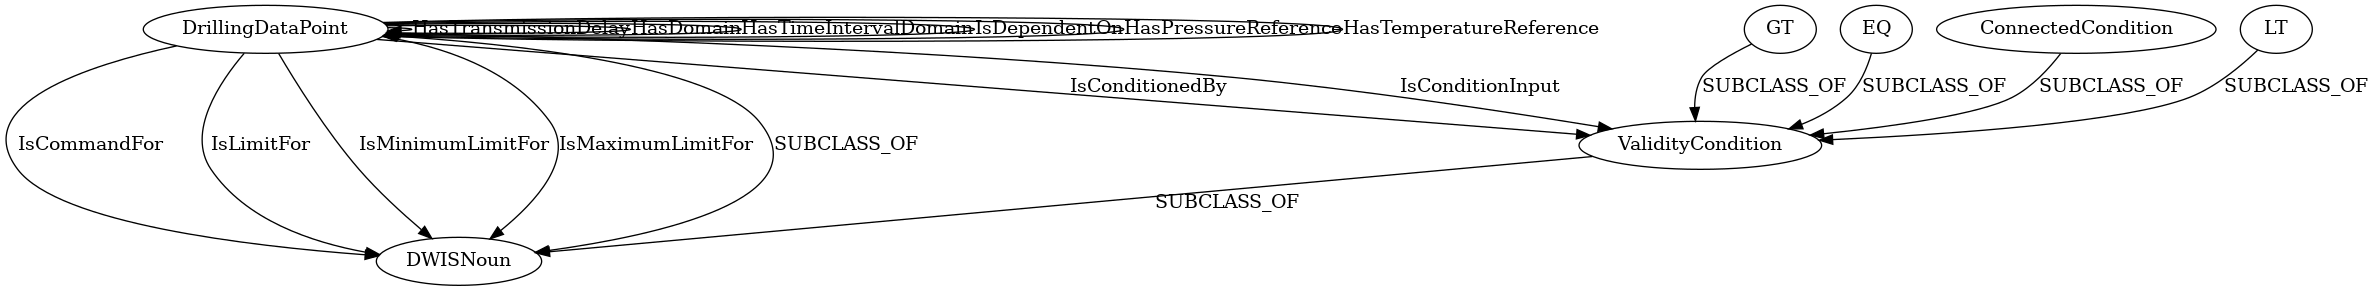 DrillingDataPoint
HasTransmissionDelay
HasDomain
HasTimeIntervalDomain
IsDependentOn
HasPressureReference
HasTemperatureReference
GT
EQ
ConnectedCondition
LT
IsConditionedBy
IsConditionInput
SUBCLASS_OF
SUBCLASS_OF
SUBCLASS_OF
SUBCLASS_OF
IsCommandFor
IsLimitFor
IsMinimumLimitFor
IsMaximumLimitFor
SUBCLASS_OF
ValidityCondition
SUBCLASS_OF
DWISNoun